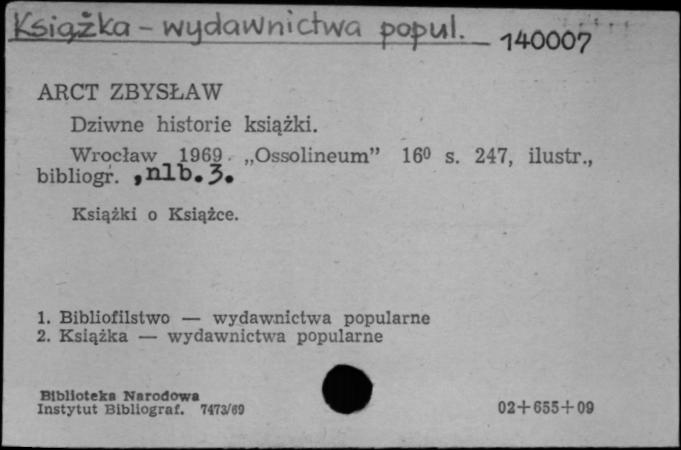 Książka – wydawnictwa popul.
140007
ARCT ZBYSŁAW
Dziwne historie książki.
Wrocław 1969. „Ossolineum” 16⁰ s. 247, ilustr.,
bibliogr. , nlb. 3.
Książki o Książce.
1. Bibliofilstwo — wydawnictwa popularne
2. Książka — wydawnictwa popularne
Biblioteka Narodowa
Instytut Bibliograf. 7473/69
02+655+09